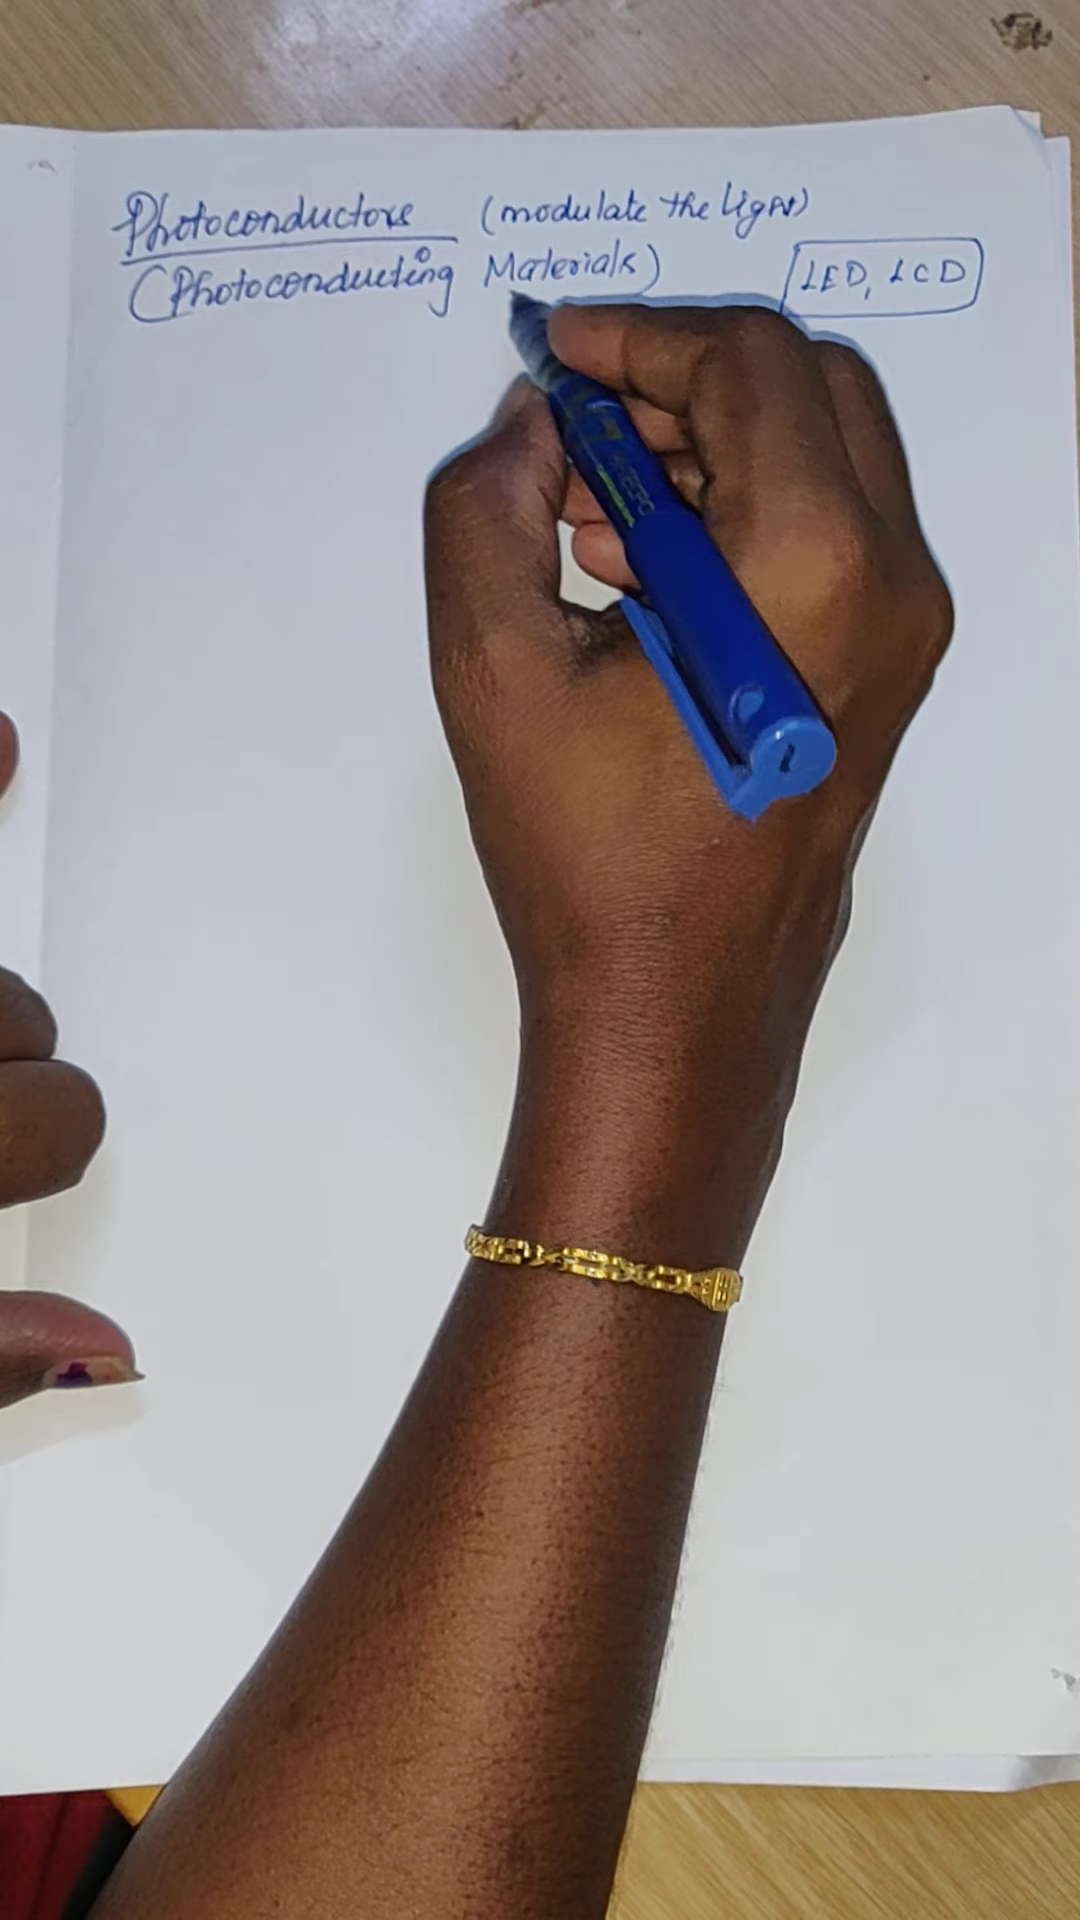 Photoconductors (modulate the light)
(Photoconducting Materials)
LED, LCD